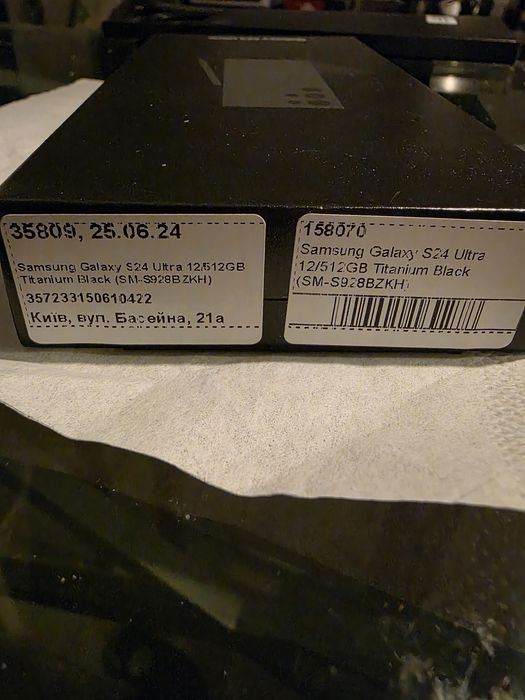 35809, 25.06.24
Samsung Galaxy S24 Ultra 12/512GB
Titanium Black (SM-S928BZKH)
357233150610422
Київ, вул. Басейна, 21а
158070
Samsung Galaxy S24 Ultra
12/512GB Titanium Black
(SM-S928BZKH)